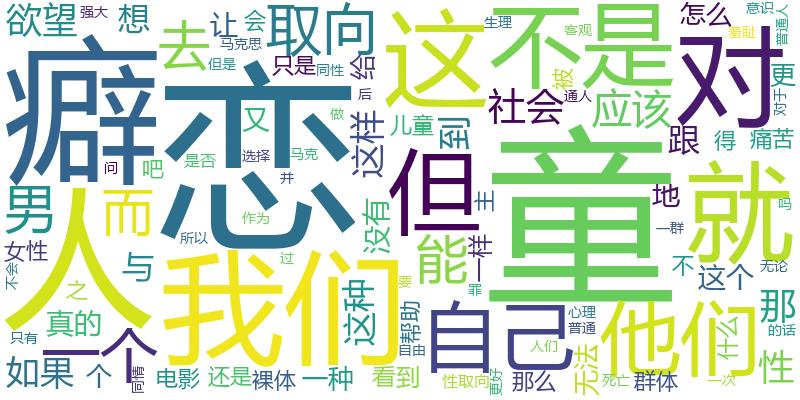 欲望
想
去
让
会
取向
这
不是
对
怎么
意识
强大
马克思
但是
只是
同性
给
生理
客观
普通人
羞耻
更
对于
癖
恋
又
做
后
这样
儿童
到
社会
被
通人
应该
跟
得
痛苦
问
吧
是否
选择
马克
并
童
但
就
地
一群
吗
人
男
而
作为
所以
没有
能
一样
主
不
这个
无论
女性
与
过
我们
不会
之
真的
一个
这种
要
自己
罪
心理
普通
他们
那
的话
只有
如果
个
同情
电影
还是
裸体
一种
看到
帮助
自由
性取向
更好
那么
人们
无法
死亡
群体
什么
一次
性